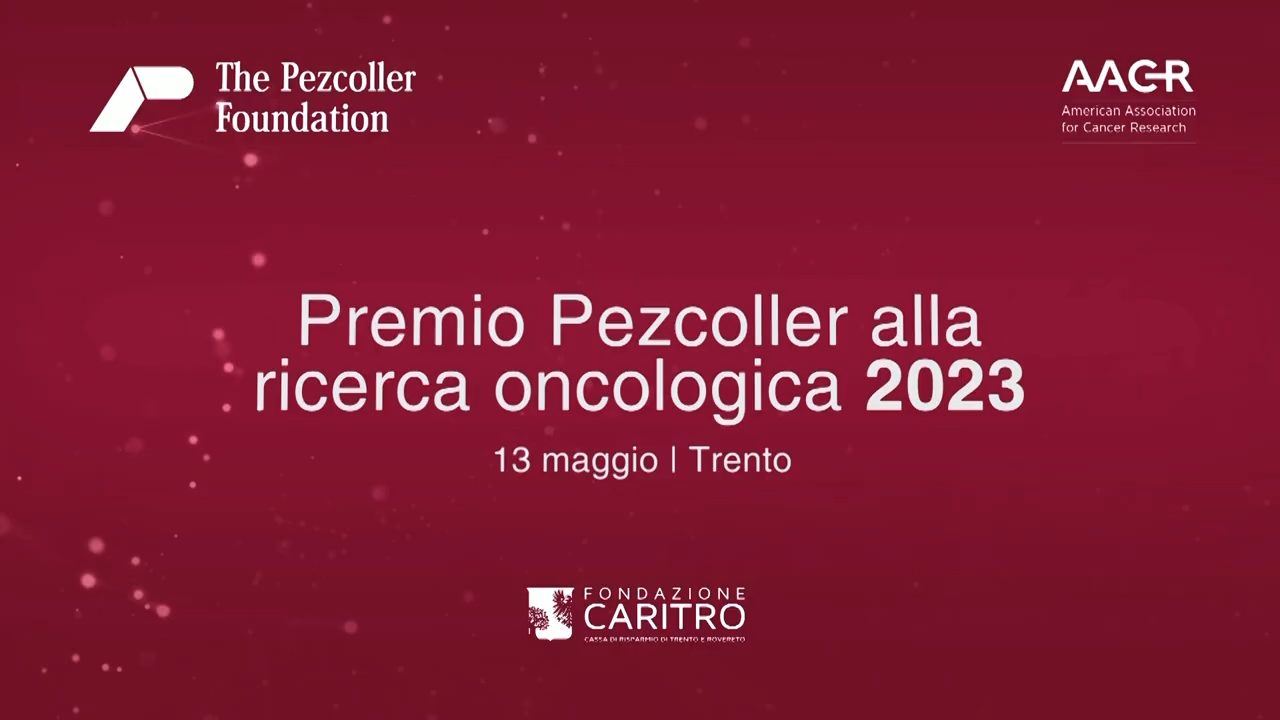 The Pezcoller
Foundation
AACR
American Association
for Cancer Research
Premio Pezcoller alla
ricerca oncologica 2023
13 maggio | Trento
FONDAZIONE
CARITRO
CASSA DI RISPARMIO DI TRENTO E ROVERETO